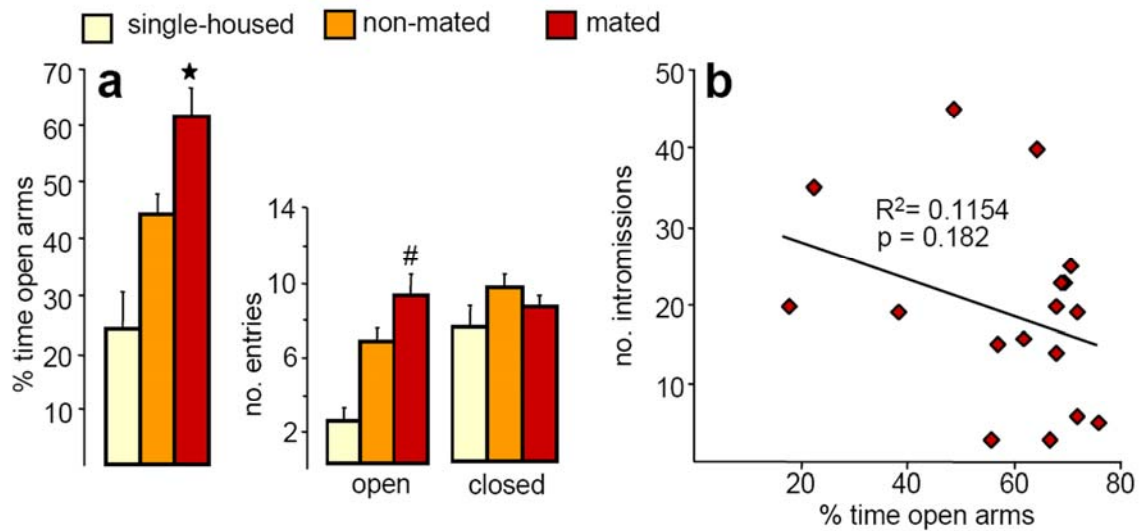 single-housed non-mated mated
a
% time open arms
70
60
50
40
30
20
10
★
no. entries
14
10
6
2
#
open closed
b
no. intromissions
50
40
30
20
10
R²= 0.1154
p = 0.182
20 40 60 80
% time open arms